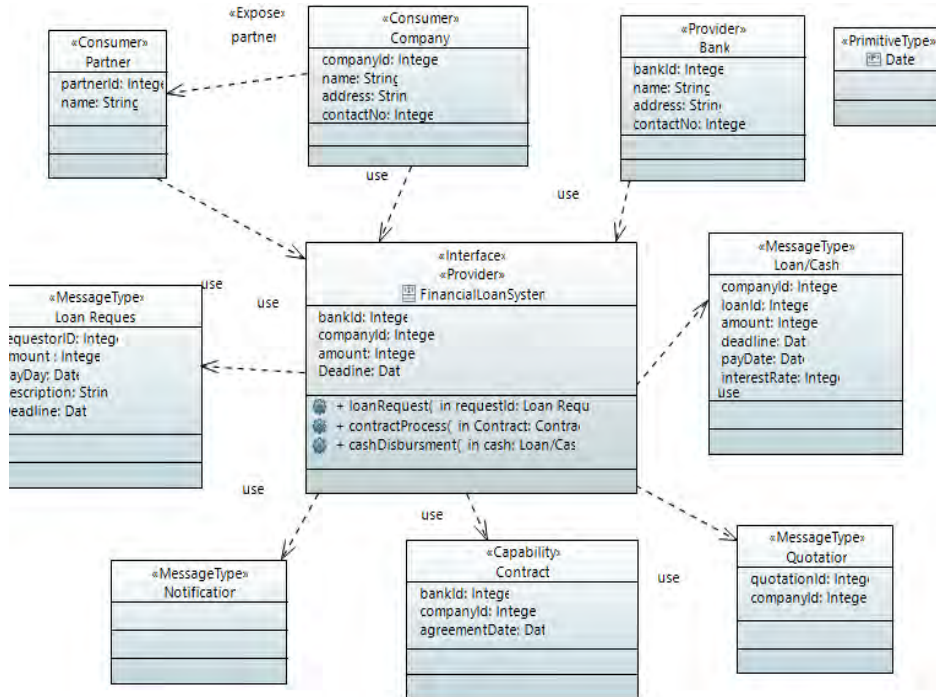 «Expose»
partner
«Consumer»
Partner
partnerId: Intege
name: String
«Consumer»
Company
companyId: Intege
name: String
address: Strin
contactNo: Intege
«Provider»
Bank
bankId: Intege
name: String
address: Strin
contactNo: Intege
«PrimitiveType»
Date
use
use
«Interface»
«Provider»
FinancialLoanSyster
bankId: Intege
companyId: Intege
amount: Intege
Deadline: Dat
+ loanRequest( in requestId: Loan Requ
+ contractProcess( in Contract: Contra
+ cashDisbursment( in cash: Loan/Cas
«MessageType»
Loan/Cash
companyId: Intege
loanId: Intege
amount: Intege
deadline: Dat
payDate: Dat
interestRate: Intege
use
use
use
«MessageType»
Loan Reques
equestorID: Intege
mount : Intege
ayDay: Date
escription: Strin
eadline: Dat
use
use
use
«MessageType»
Notificatior
«Capability»
Contract
bankId: Intege
companyId: Intege
agreementDate: Dat
«MessageType»
Quotatior
quotationId: Intege
companyId: Intege